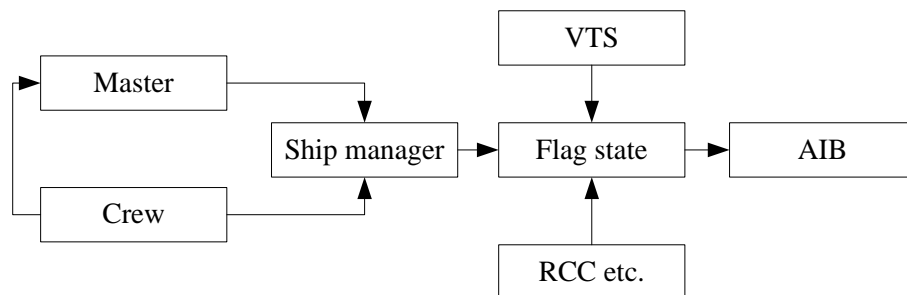 VTS
Master
Ship manager
Flag state
AIB
Crew
RCC etc.